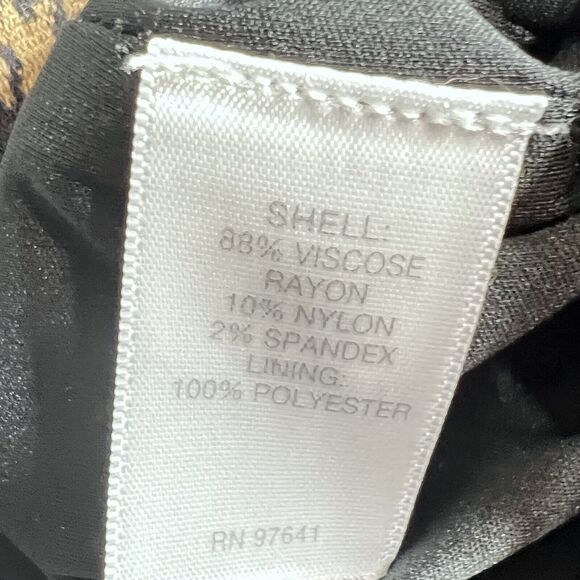 SHELL:
88% VISCOSE
RAYON
10% NYLON
2% SPANDEX
LINING:
100% POLYESTER
RN 97641